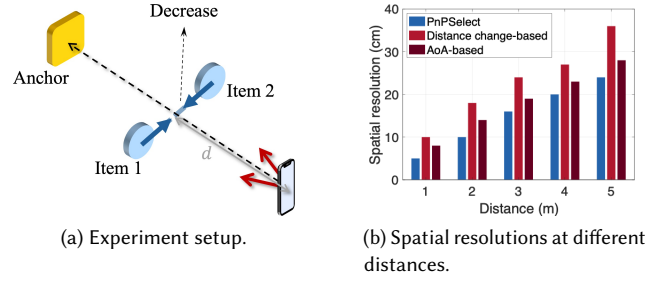 Decrease
Anchor
Item 2
Item 1
d
(a) Experiment setup.
Spatial resolution (cm)
40
30
20
10
0
PnPSelect
Distance change-based
AoA-based
1 2 3 4 5
Distance (m)
(b) Spatial resolutions at different
distances.